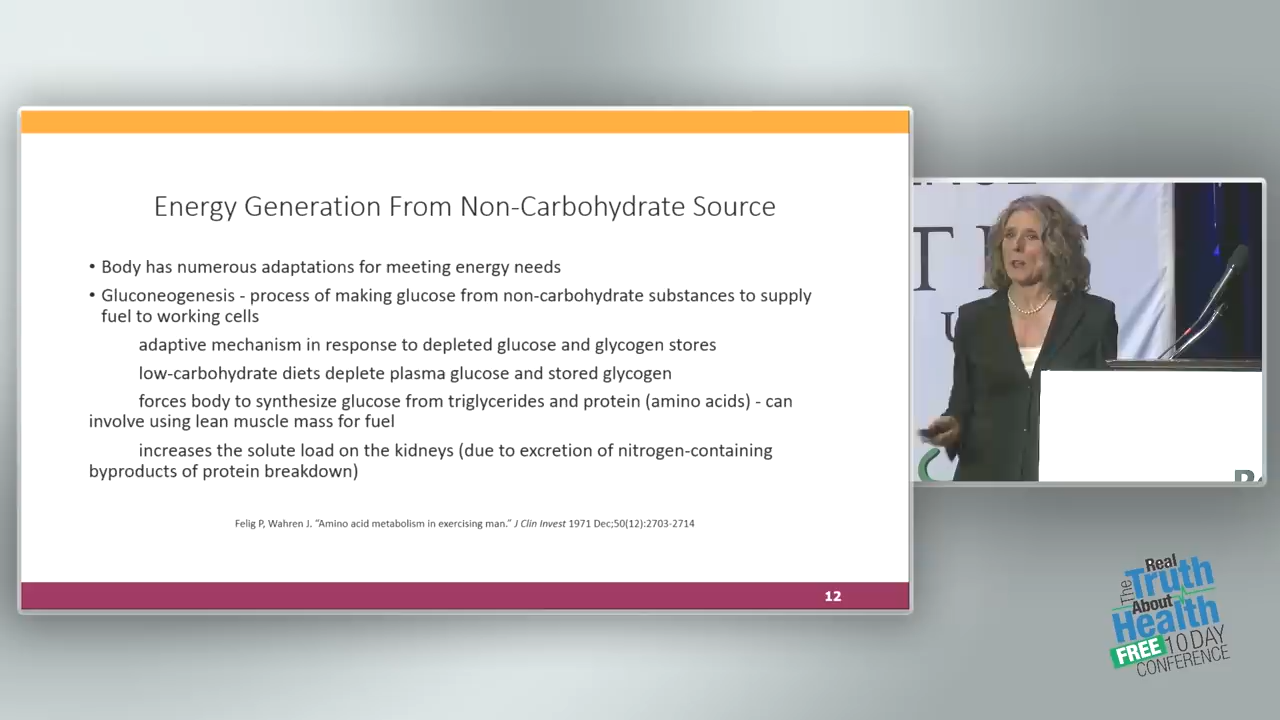 Energy Generation From Non-Carbohydrate Source
• Body has numerous adaptations for meeting energy needs
• Gluconeogenesis - process of making glucose from non-carbohydrate substances to supply
fuel to working cells
adaptive mechanism in response to depleted glucose and glycogen stores
low-carbohydrate diets deplete plasma glucose and stored glycogen
forces body to synthesize glucose from triglycerides and protein (amino acids) - can
involve using lean muscle mass for fuel
increases the solute load on the kidneys (due to excretion of nitrogen-containing
byproducts of protein breakdown)
Felig P, Wahren J. “Amino acid metabolism in exercising man.” J Clin Invest 1971 Dec;50(12):2703-2714
12
The Real
Truth
About
Health
FREE 10 DAY
CONFERENCE